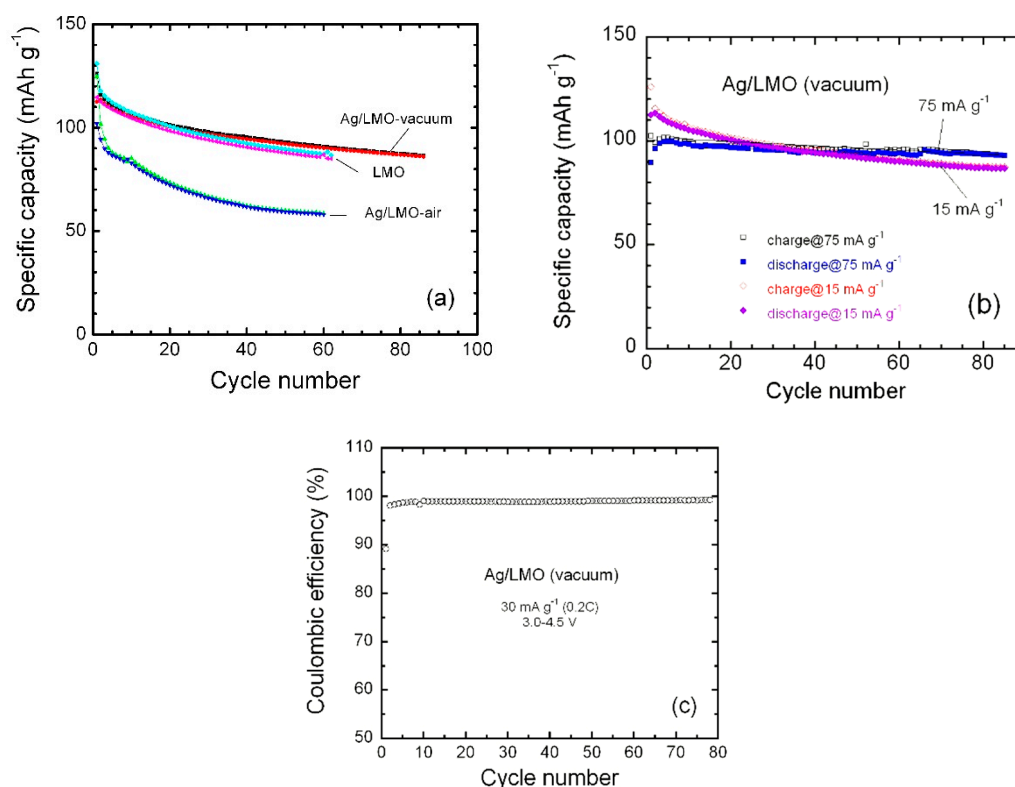 150
100
50
0
0
20
40
60
80
100
Specific capacity (mAh g⁻¹)
Cycle number
Ag/LMO-vacuum
LMO
Ag/LMO-air
(a)
150
100
50
0
0
20
40
60
80
Specific capacity (mAh g⁻¹)
Cycle number
Ag/LMO (vacuum)
75 mA g⁻¹
15 mA g⁻¹
charge@75 mA g⁻¹
discharge@75 mA g⁻¹
charge@15 mA g⁻¹
discharge@15 mA g⁻¹
(b)
110
100
90
80
70
60
50
0
10
20
30
40
50
60
70
80
Coulombic efficiency (%)
Cycle number
Ag/LMO (vacuum)
30 mA g⁻¹ (0.2C)
3.0-4.5 V
(c)